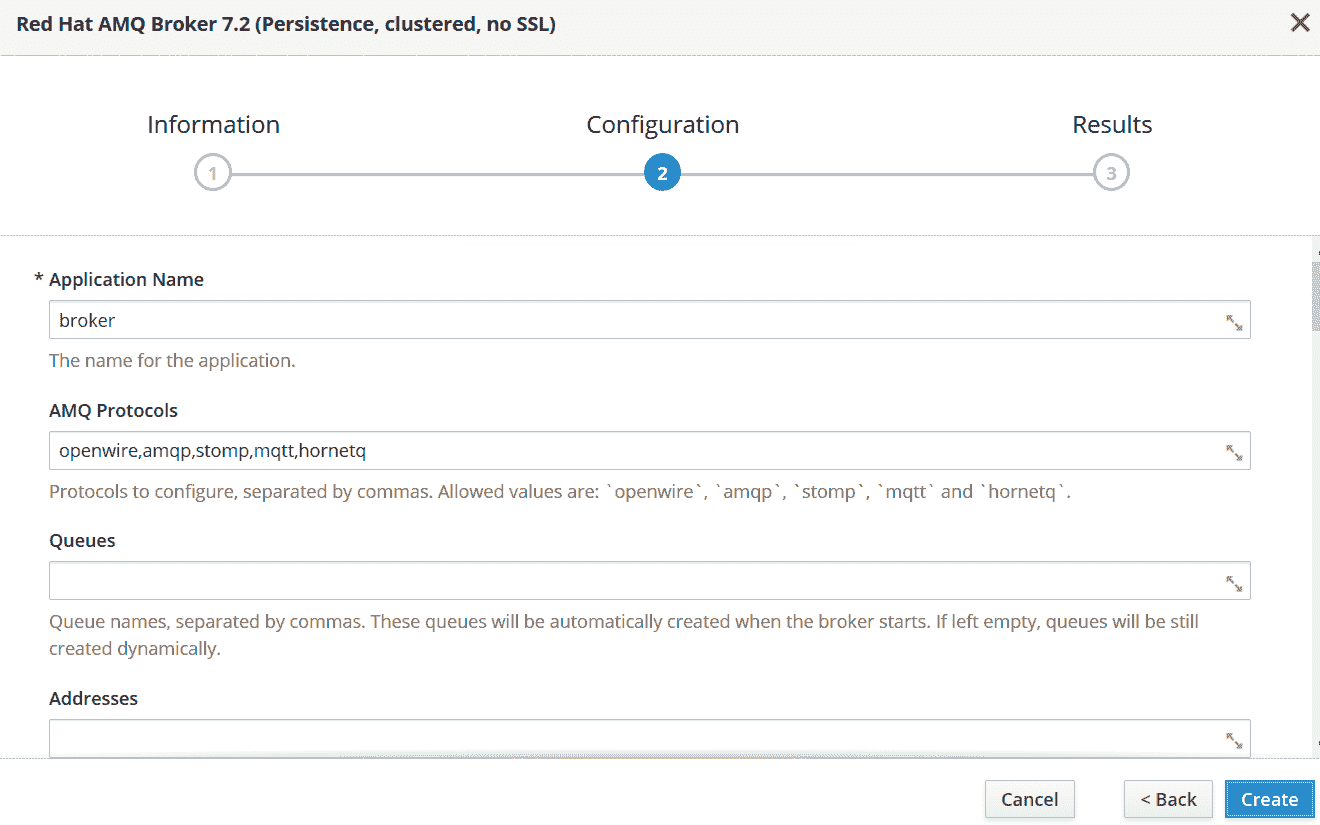 Red Hat AMQ Broker 7.2 (Persistence, clustered, no SSL)
Information
Configuration
Results
1
2
3
* Application Name
broker
The name for the application.
AMQ Protocols
openwire,amqp,stomp,mqtt,hornetq
Protocols to configure, separated by commas. Allowed values are: `openwire`, `amqp`, `stomp`, `mqtt` and `hornetq`.
Queues
Queue names, separated by commas. These queues will be automatically created when the broker starts. If left empty, queues will be still
created dynamically.
Addresses
Cancel
< Back
Create